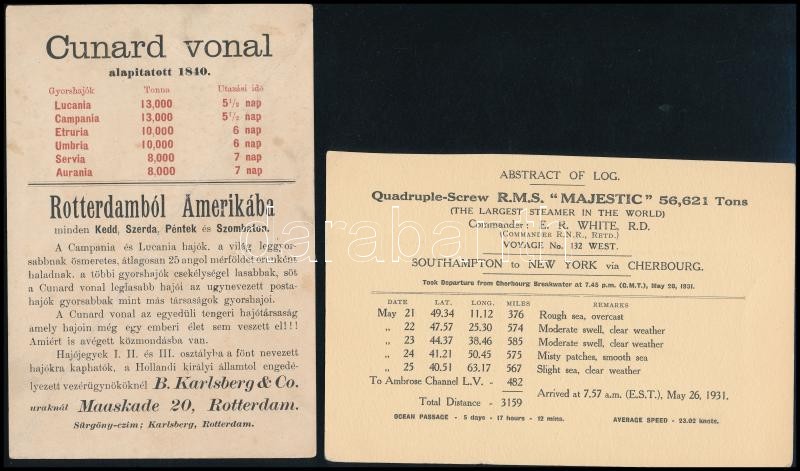 Cunard vonal
alapitatott 1840.
Gyorshajók Tonna Utazási idő
Lucania 13,000 5 1/2 nap
Campania 13,000 5 1/2 nap
Etruria 10,000 6 nap
Umbria 10,000 6 nap
Servia 8,000 7 nap
Aurania 8,000 7 nap
Rotterdamból Amerikába
minden Kedd, Szerda, Péntek és Szombaton.
A Campania és Lucania hajók. a világ leggyor-
sabbnak ösmeretes, átlagosan 25 angol mérföldet óránként
haladnak. a többi gyorshajók csekélységel lasabbak, söt
a Cunard vonal leglasabb hajói az ugynevezett posta-
hajók gyorsabbak mint más társaságok gyorshajoi.
A Cunard vonal az egyedüli tengeri hajótársaság
amely hajoin még egy emberi élet sem veszett el!!!
Amiért is avégett közmondásba van.
Hajójegyek I. II. és III. osztályba a fönt nevezett
hajókra kaphatók, a Hollandi királyi államtol engedé-
lyezett vezérügynököknél B. Karlsberg & Co.
uraknál Maaskade 20, Rotterdam.
Sürgöny-czim; Karlsberg, Rotterdam.
ABSTRACT OF LOG.
Quadruple-Screw R.M.S. "MAJESTIC" 56,621 Tons
(THE LARGEST STEAMER IN THE WORLD)
Commander: E. R. WHITE, R.D.
(COMMANDER R.N.R., RETD.)
VOYAGE No. 132 WEST.
SOUTHAMPTON to NEW YORK via CHERBOURG.
Took Departure from Cherbourg Breakwater at 7.45 p.m. (G.M.T.), May 20, 1931.
DATE LAT. LONG. MILES REMARKS
May 21 49.34 11.12 376 Rough sea, overcast
„ 22 47.57 25.30 574 Moderate swell, clear weather
„ 23 44.37 38.46 585 Moderate swell, clear weather
„ 24 41.21 50.45 575 Misty patches, smooth sea
„ 25 40.51 63.17 567 Slight sea, clear weather
To Ambrose Channel L.V. - 482
Arrived at 7.57 a.m. (E.S.T.), May 26, 1931.
Total Distance - 3159
OCEAN PASSAGE - 5 days - 17 hours - 12 mins. AVERAGE SPEED - 23.02 knots.
darabanth